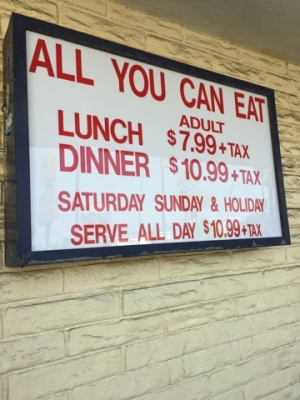 ALL YOU CAN EAT
ADULT
LUNCH $7.99+TAX
DINNER $10.99+TAX
SATURDAY SUNDAY & HOLIDAY
SERVE ALL DAY $10.99+TAX